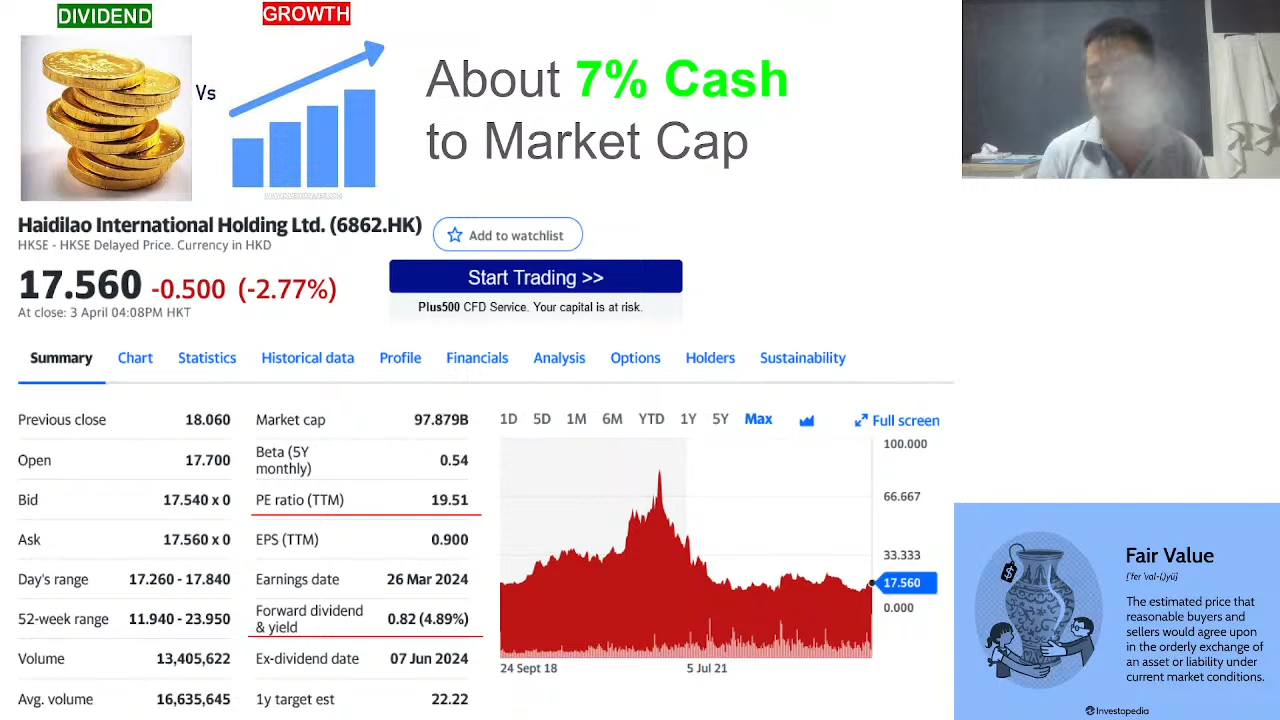 DIVIDEND
GROWTH
Vs
About 7% Cash
to Market Cap
Haidilao International Holding Ltd. (6862.HK)
Add to watchlist
HKSE - HKSE Delayed Price. Currency in HKD
17.560 -0.500 (-2.77%)
At close: 3 April 04:08PM HKT
Start Trading >>
Plus500 CFD Service. Your capital is at risk.
Summary Chart Statistics Historical data Profile Financials Analysis Options Holders Sustainability
Previous close 18.060
Open 17.700
Bid 17.540 x 0
Ask 17.560 x 0
Day's range 17.260 - 17.840
52-week range 11.940 - 23.950
Volume 13,405,622
Avg. volume 16,635,645
Market cap 97.879B
Beta (5Y
monthly) 0.54
PE ratio (TTM) 19.51
EPS (TTM) 0.900
Earnings date 26 Mar 2024
Forward dividend
& yield 0.82 (4.89%)
Ex-dividend date 07 Jun 2024
1y target est 22.22
1D 5D 1M 6M YTD 1Y 5Y Max
Full screen
100.000
66.667
33.333
17.560
0.000
24 Sept 18 5 Jul 21
$
Fair Value
[ˈfer ˈval-(ˌ)yü]
The estimated price that
reasonable buyers and
sellers would agree upon
in the orderly exchange of
an asset or liability under
current market conditions.
Investopedia